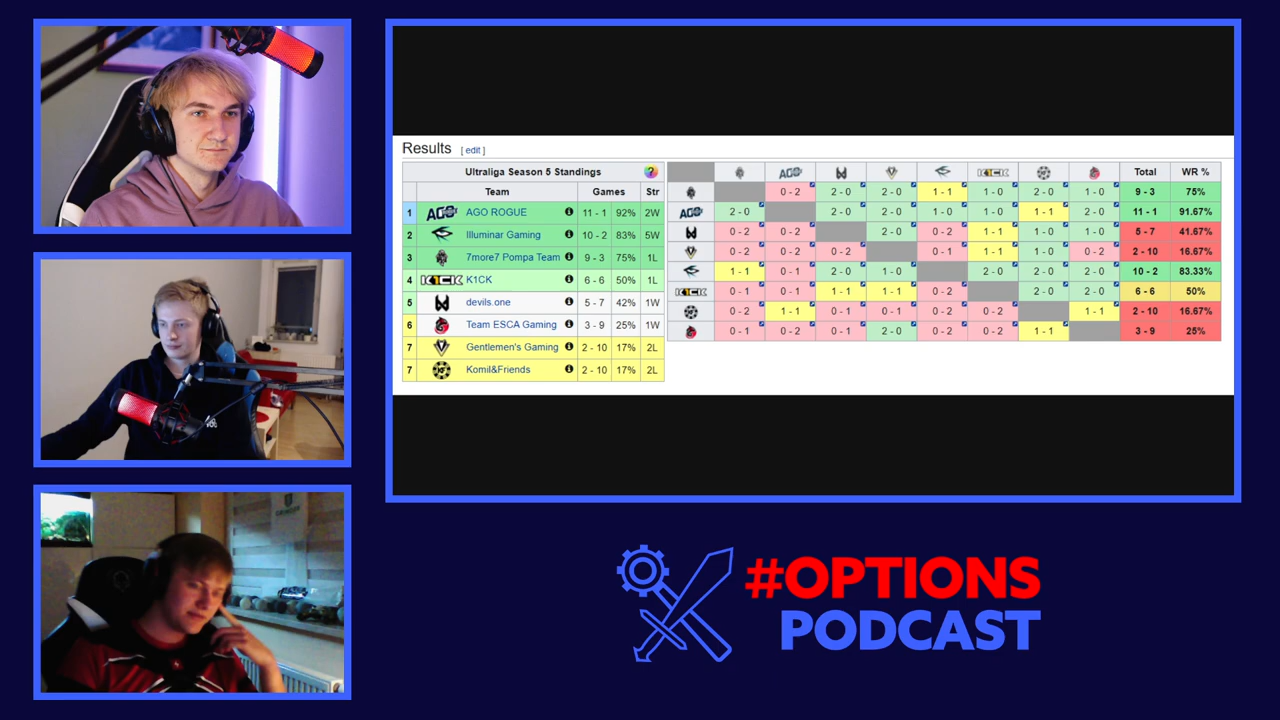 Results [ edit ]
Ultraliga Season 5 Standings
Team Games Str
1 AGO ROGUE 11 - 1 92% 2W
2 Illuminar Gaming 10 - 2 83% 5W
3 7more7 Pompa Team 9 - 3 75% 1L
4 K1CK K1CK 6 - 6 50% 1L
5 devils.one 5 - 7 42% 1W
6 Team ESCA Gaming 3 - 9 25% 1W
7 Gentlemen's Gaming 2 - 10 17% 2L
7 Komil&Friends 2 - 10 17% 2L
AGO K1CK Total WR %
0 - 2 2 - 0 2 - 0 1 - 1 1 - 0 2 - 0 1 - 0 9 - 3 75%
AGO 2 - 0 2 - 0 2 - 0 1 - 0 1 - 0 1 - 1 2 - 0 11 - 1 91.67%
0 - 2 0 - 2 2 - 0 0 - 2 1 - 1 1 - 0 1 - 0 5 - 7 41.67%
0 - 2 0 - 2 0 - 2 0 - 1 1 - 1 1 - 0 0 - 2 2 - 10 16.67%
1 - 1 0 - 1 2 - 0 1 - 0 2 - 0 2 - 0 2 - 0 10 - 2 83.33%
K1CK 0 - 1 0 - 1 1 - 1 1 - 1 0 - 2 2 - 0 2 - 0 6 - 6 50%
0 - 2 1 - 1 0 - 1 0 - 1 0 - 2 0 - 2 1 - 1 2 - 10 16.67%
0 - 1 0 - 2 0 - 1 2 - 0 0 - 2 0 - 2 1 - 1 3 - 9 25%
#OPTIONS
PODCAST